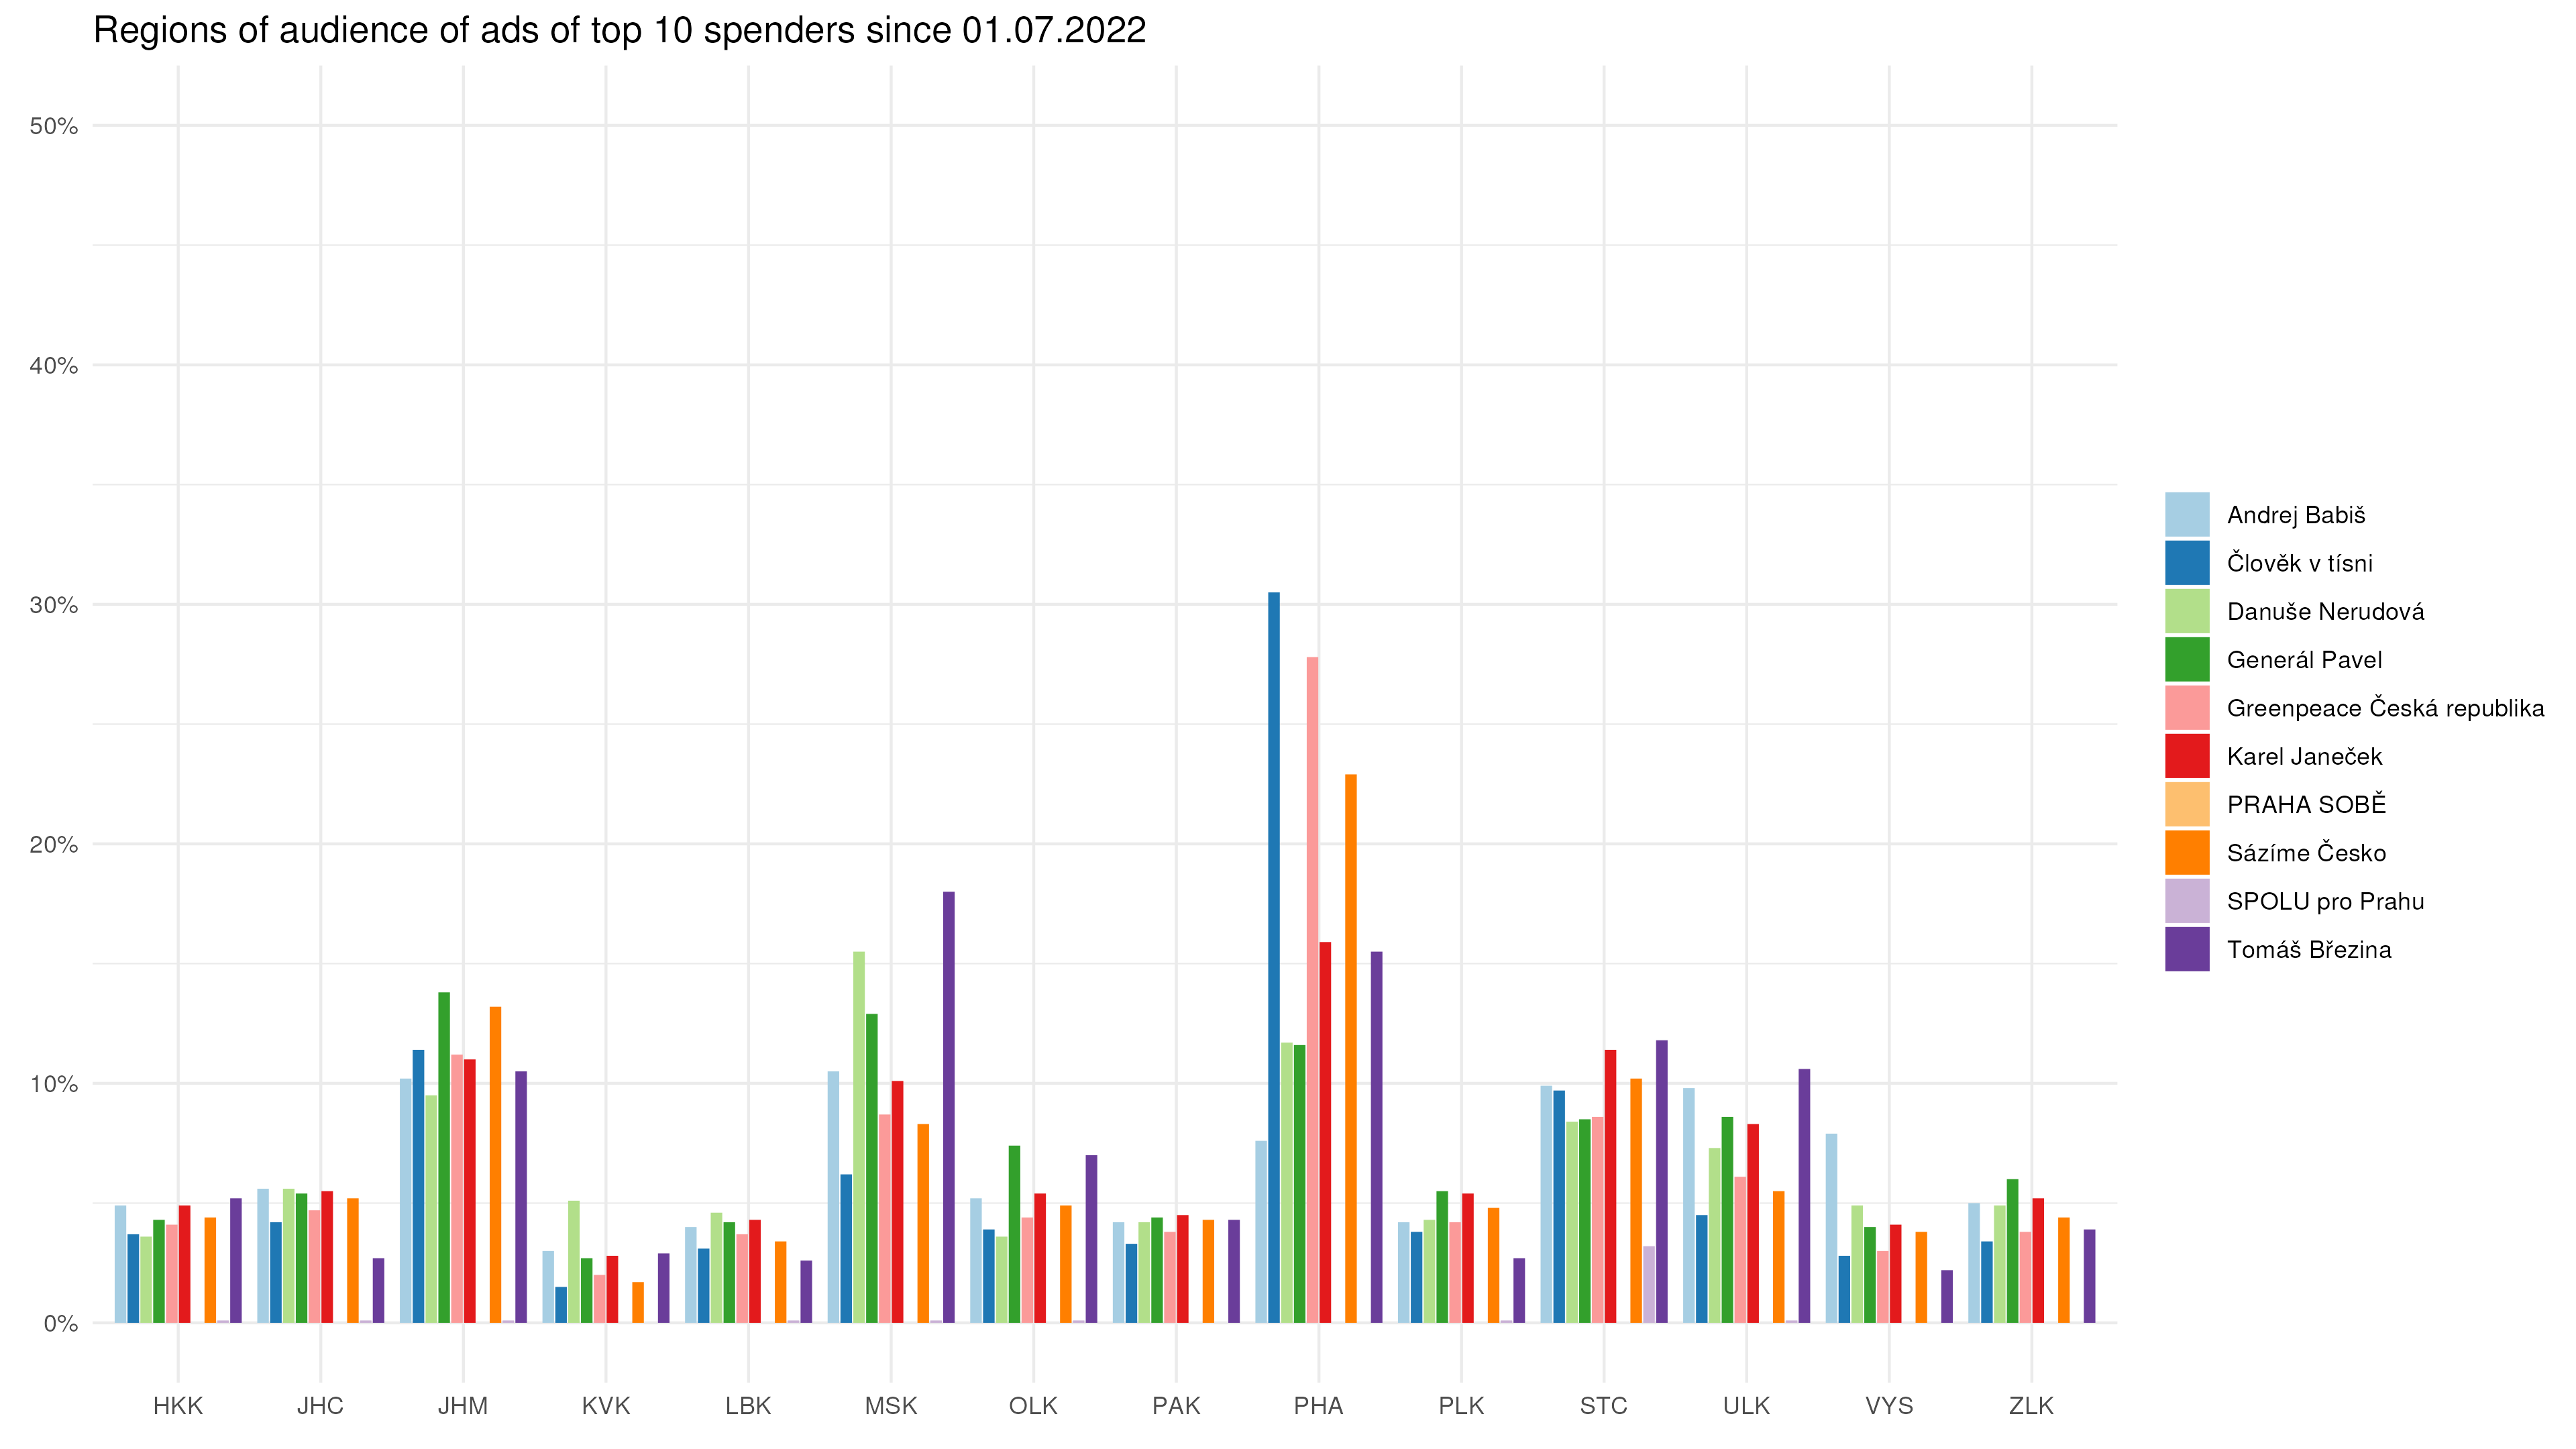 Regions of audience of ads of top 10 spenders since 01.07.2022
50%
40%
30%
20%
10%
0%
HKK JHC JHM KVK LBK MSK OLK PAK PHA PLK STC ULK VYS ZLK
Andrej Babiš
Člověk v tísni
Danuše Nerudová
Generál Pavel
Greenpeace Česká republika
Karel Janeček
PRAHA SOBĚ
Sázíme Česko
SPOLU pro Prahu
Tomáš Březina